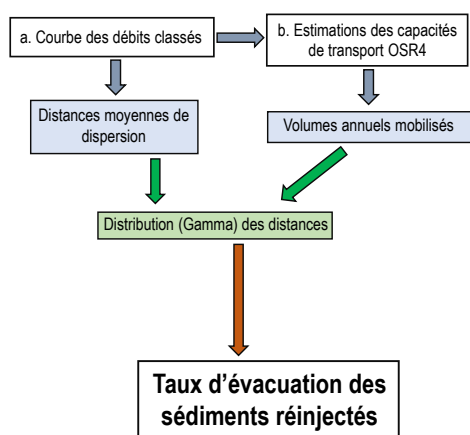 a. Courbe des débits classés
b. Estimations des capacités
de transport OSR4
Distances moyennes de
dispersion
Volumes annuels mobilisés
Distribution (Gamma) des distances
Taux d’évacuation des
sédiments réinjectés